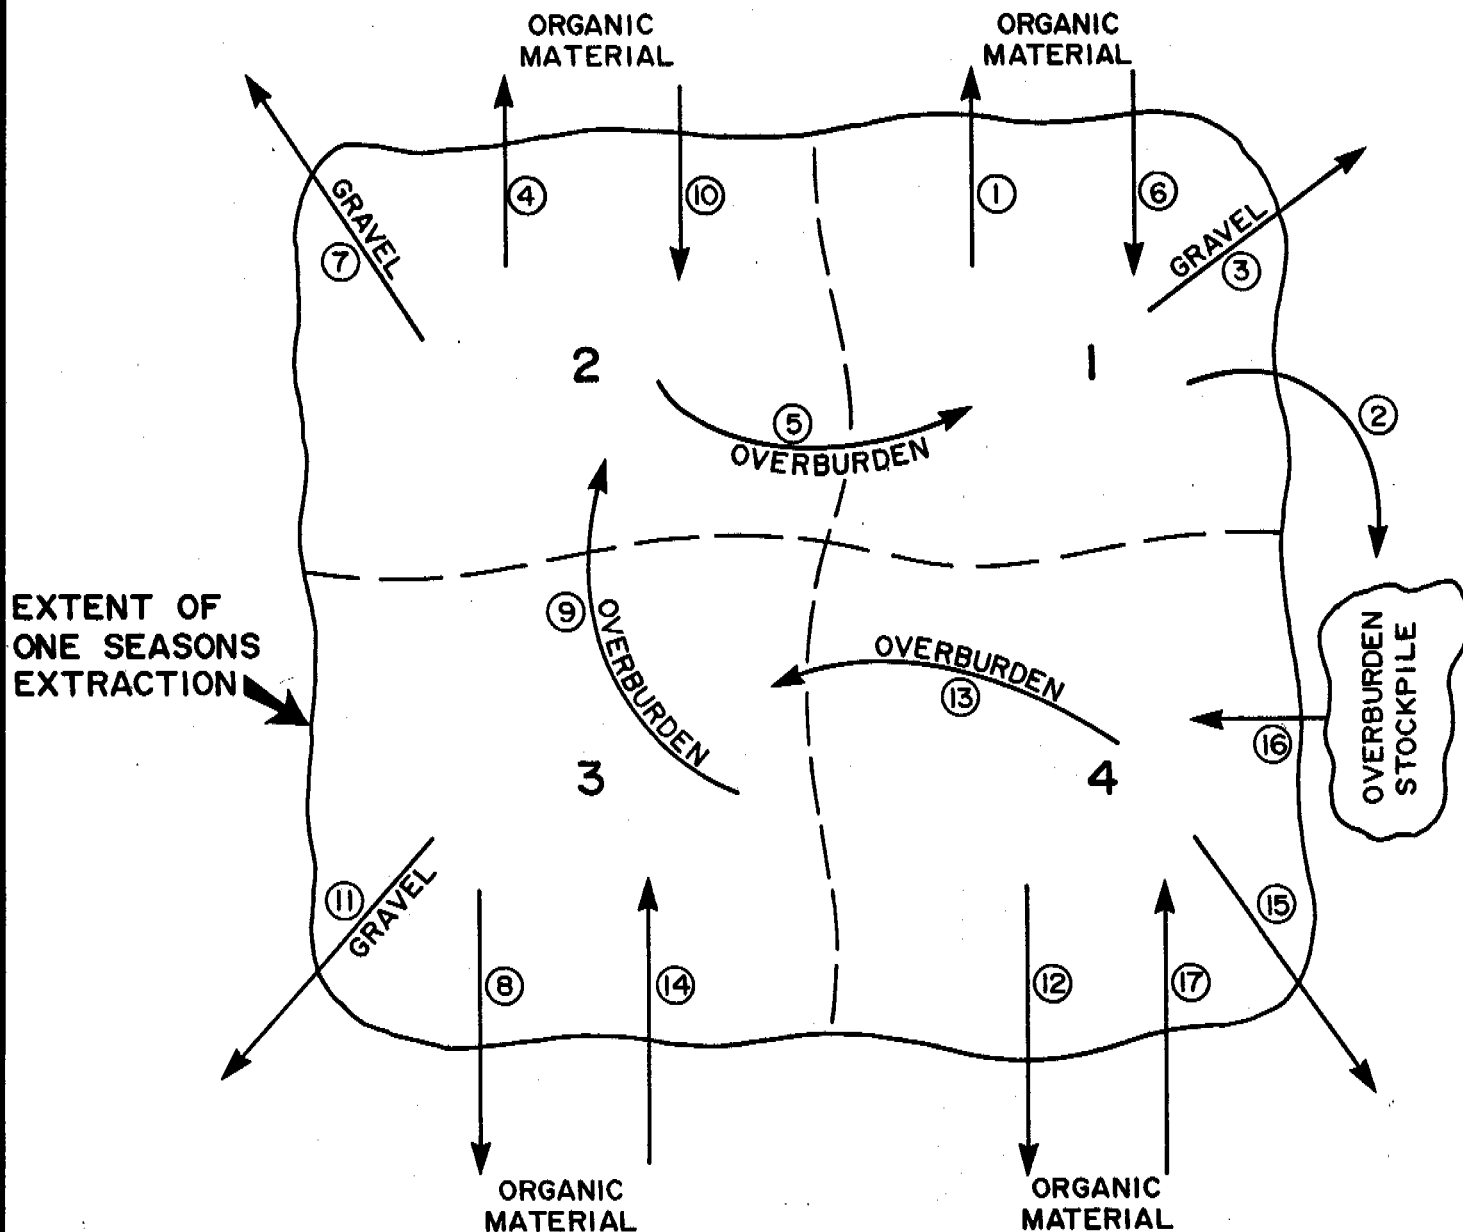 ORGANIC
MATERIAL
ORGANIC
MATERIAL
4
10
1
6
GRAVEL
7
GRAVEL
3
2
1
2
5
OVERBURDEN
EXTENT OF
ONE SEASONS
EXTRACTION
9
OVERBURDEN
OVERBURDEN
13
16
OVERBURDEN
STOCKPILE
3
4
11
GRAVEL
15
8
14
12
17
ORGANIC
MATERIAL
ORGANIC
MATERIAL